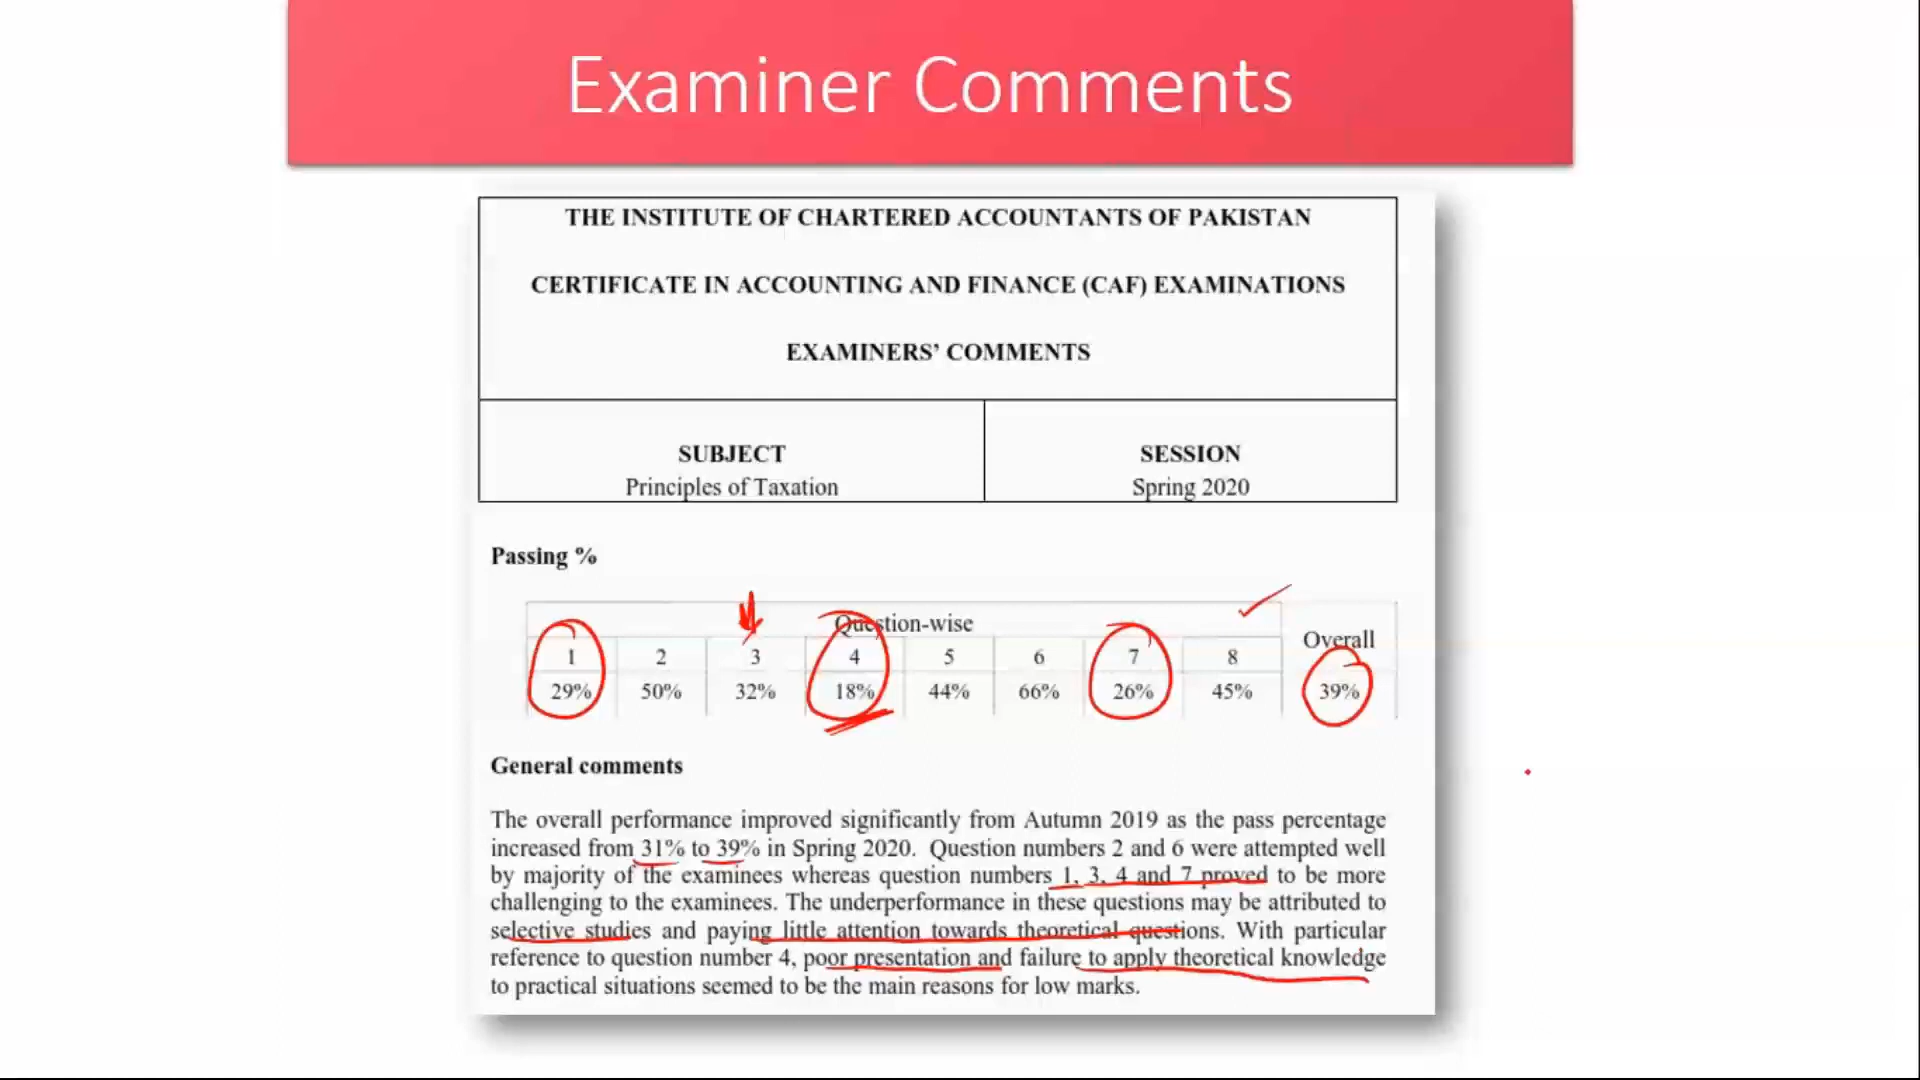 Examiner Comments
THE INSTITUTE OF CHARTERED ACCOUNTANTS OF PAKISTAN
CERTIFICATE IN ACCOUNTING AND FINANCE (CAF) EXAMINATIONS
EXAMINERS’ COMMENTS
SUBJECT SESSION
Principles of Taxation Spring 2020
Passing %
Question-wise Overall
1 2 3 4 5 6 7 8
29% 50% 32% 18% 44% 66% 26% 45% 39%
General comments
The overall performance improved significantly from Autumn 2019 as the pass percentage
increased from 31% to 39% in Spring 2020. Question numbers 2 and 6 were attempted well
by majority of the examinees whereas question numbers 1, 3, 4 and 7 proved to be more
challenging to the examinees. The underperformance in these questions may be attributed to
selective studies and paying little attention towards theoretical questions. With particular
reference to question number 4, poor presentation and failure to apply theoretical knowledge
to practical situations seemed to be the main reasons for low marks.